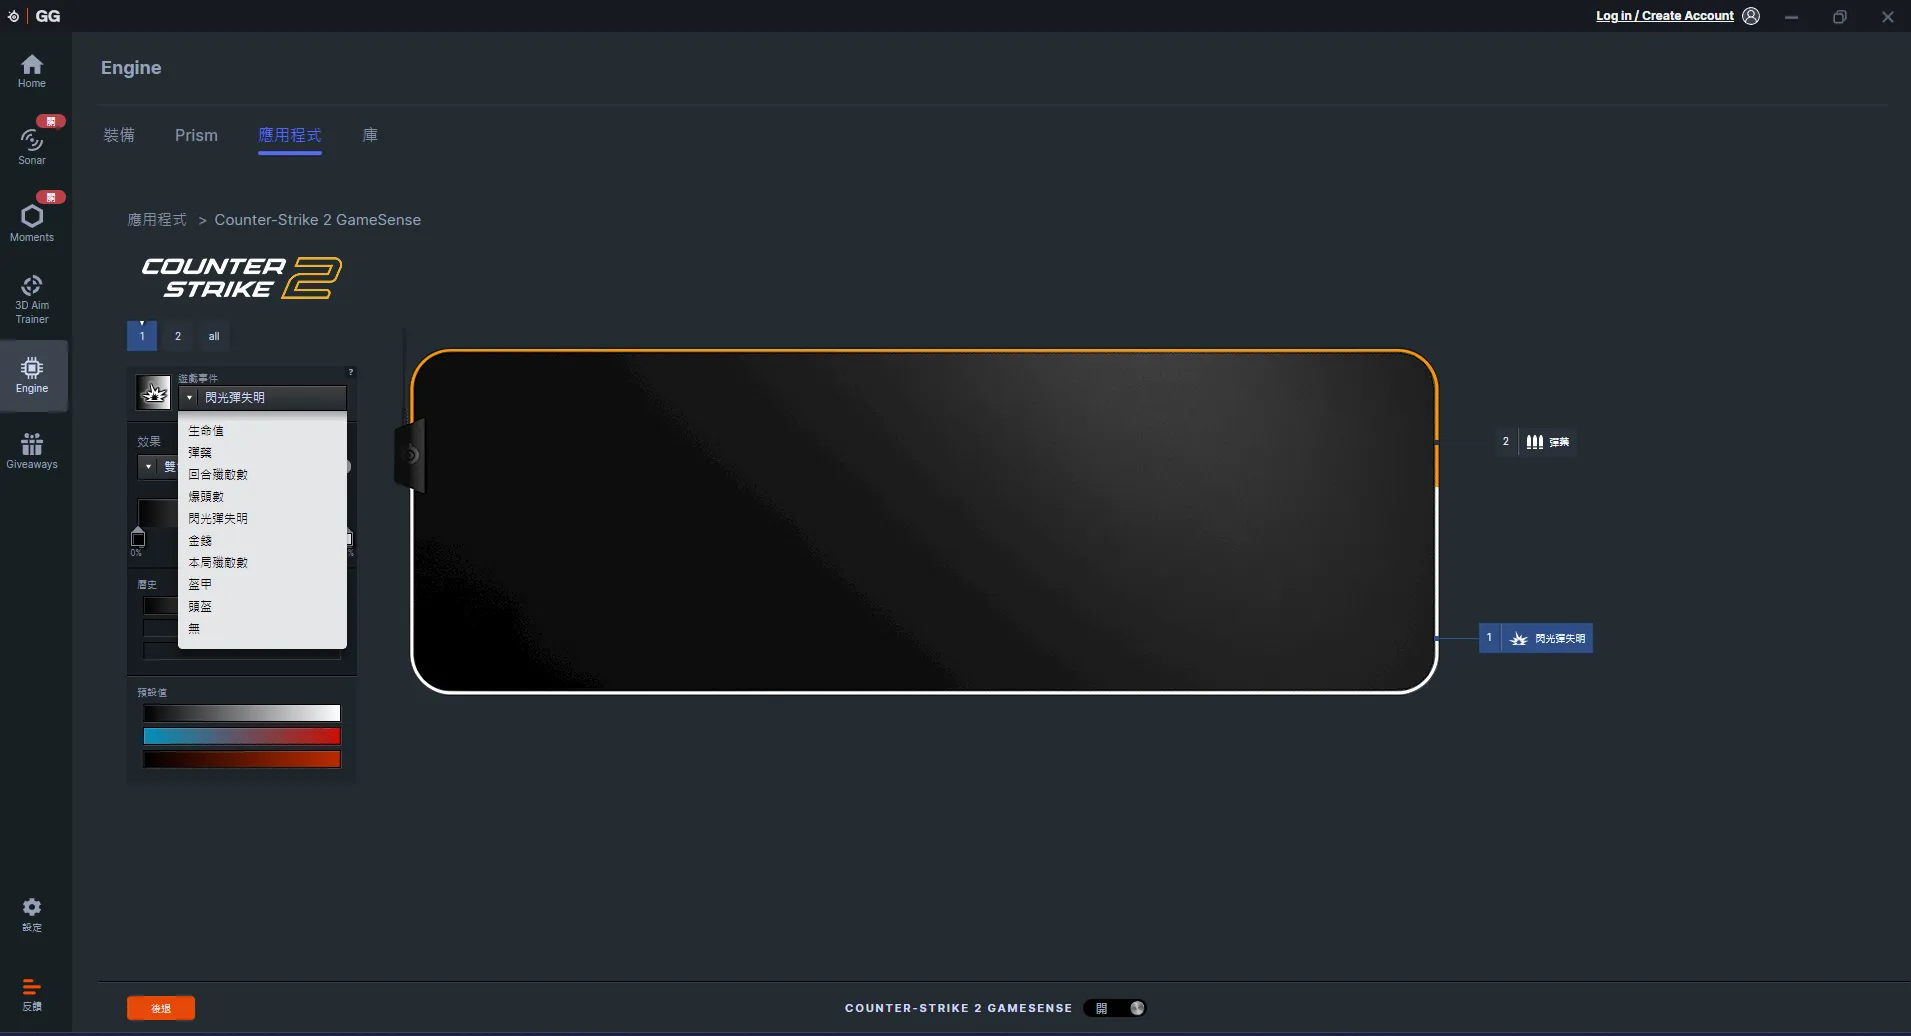 GG
Log in / Create Account
Home
關
Sonar
關
Moments
3D Aim
Trainer
Engine
Giveaways
設定
反饋
Engine
裝備
Prism
應用程式
庫
應用程式 > Counter-Strike 2 GameSense
COUNTER
STRIKE 2
1
2
all
?
遊戲事件
閃光彈失明
生命值
彈藥
回合殲敵數
爆頭數
閃光彈失明
金錢
本局殲敵數
盔甲
頭盔
無
效果
雙
0%
%
曆史
預設值
2 彈藥
1 閃光彈失明
後退
COUNTER-STRIKE 2 GAMESENSE
開